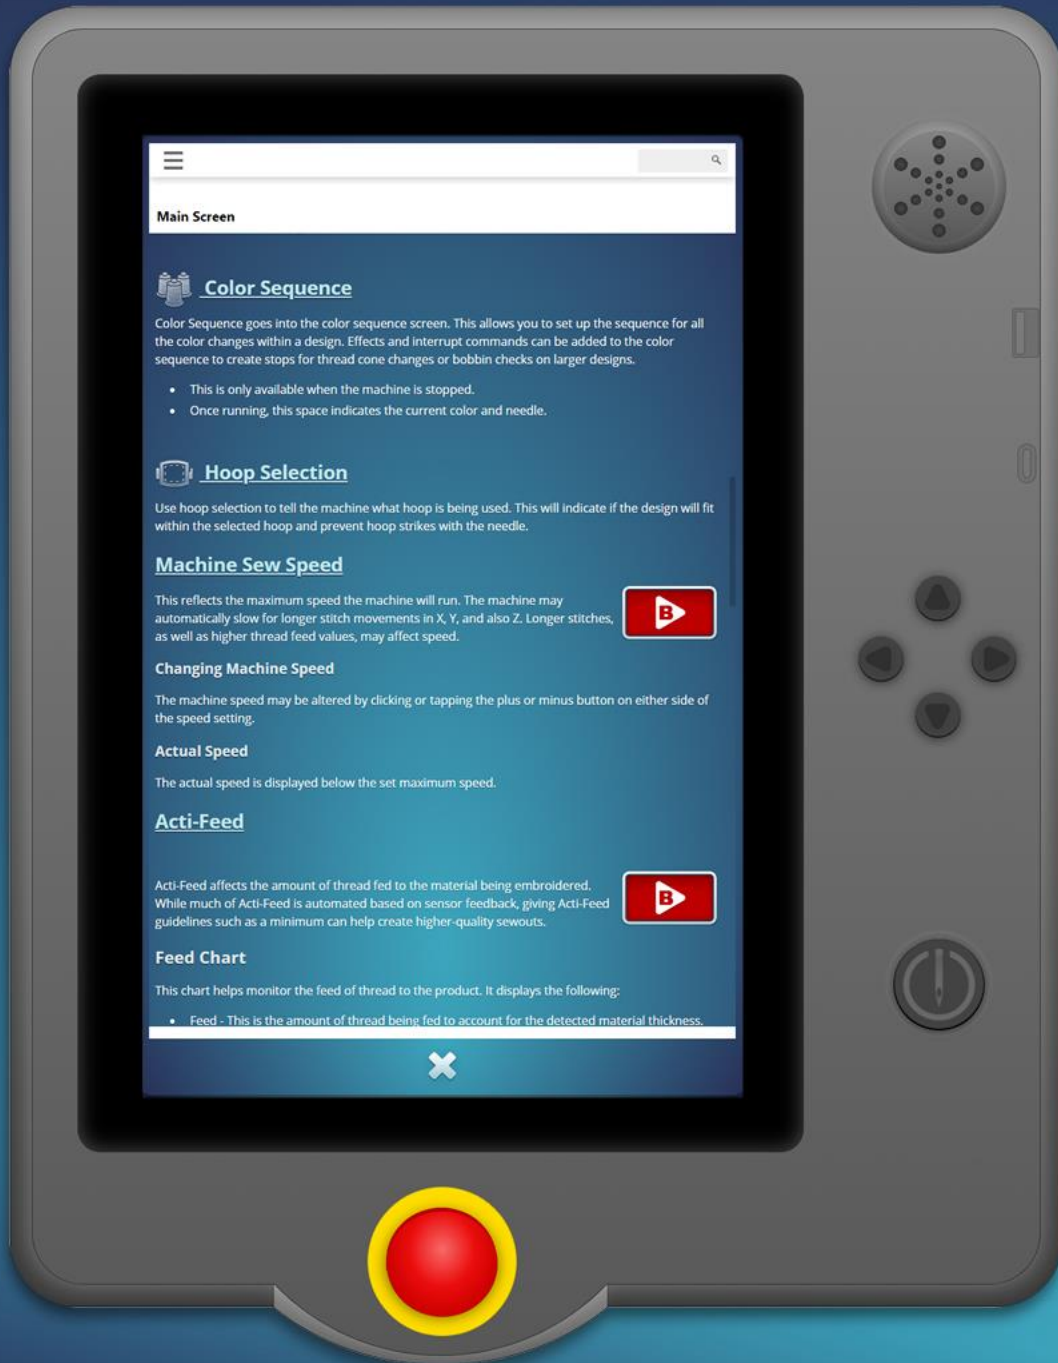 Main Screen
Color Sequence
Color Sequence goes into the color sequence screen. This allows you to set up the sequence for all
the color changes within a design. Effects and interrupt commands can be added to the color
sequence to create stops for thread cone changes or bobbin checks on larger designs.
• This is only available when the machine is stopped.
• Once running, this space indicates the current color and needle.
Hoop Selection
Use hoop selection to tell the machine what hoop is being used. This will indicate if the design will fit
within the selected hoop and prevent hoop strikes with the needle.
Machine Sew Speed
This reflects the maximum speed the machine will run. The machine may
automatically slow for longer stitch movements in X, Y, and also Z. Longer stitches,
as well as higher thread feed values, may affect speed.
B
Changing Machine Speed
The machine speed may be altered by clicking or tapping the plus or minus button on either side of
the speed setting.
Actual Speed
The actual speed is displayed below the set maximum speed.
Acti-Feed
Acti-Feed affects the amount of thread fed to the material being embroidered.
While much of Acti-Feed is automated based on sensor feedback, giving Acti-Feed
guidelines such as a minimum can help create higher-quality sewouts.
B
Feed Chart
This chart helps monitor the feed of thread to the product. It displays the following:
• Feed - This is the amount of thread being fed to account for the detected material thickness.